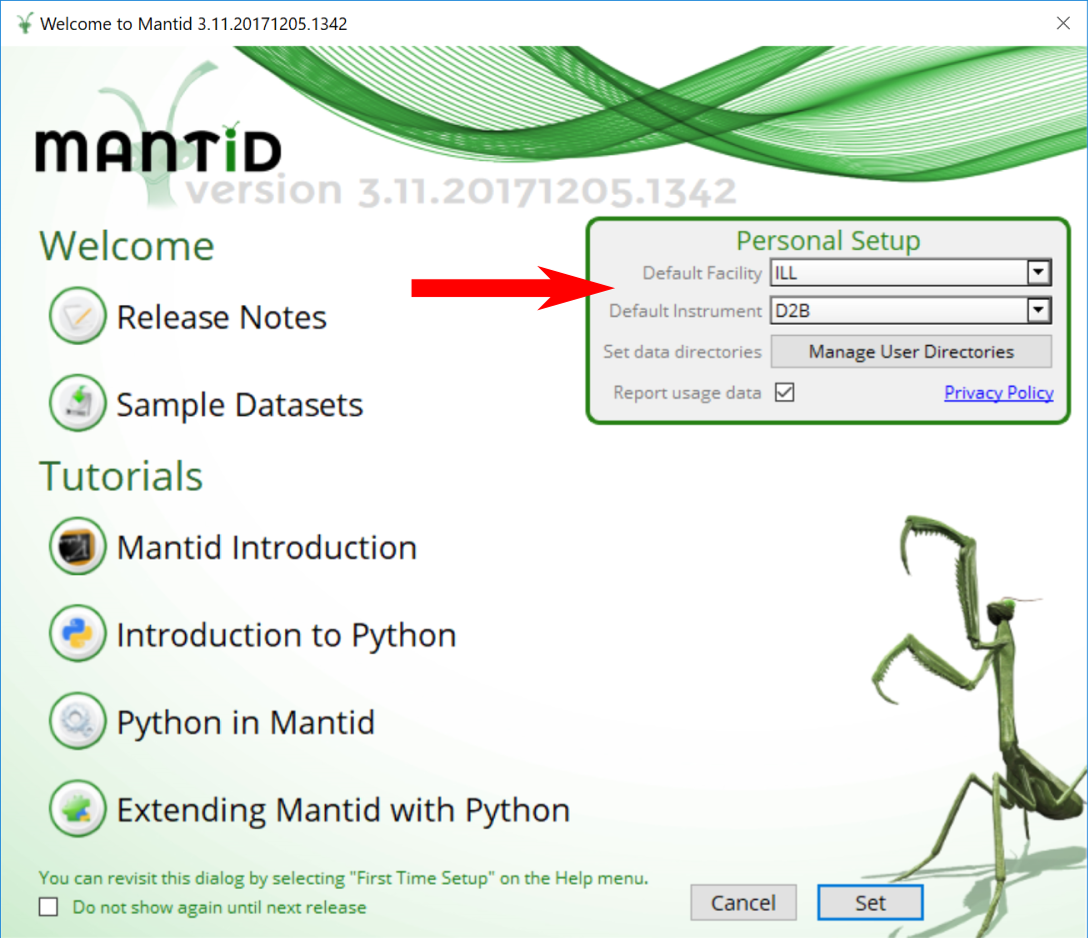 Welcome to Mantid 3.11.20171205.1342
MANTiD
version 3.11.20171205.1342
Welcome
Release Notes
Sample Datasets
Personal Setup
Default Facility ILL
Default Instrument D2B
Set data directories Manage User Directories
Report usage data Privacy Policy
Tutorials
Mantid Introduction
Introduction to Python
Python in Mantid
Extending Mantid with Python
You can revisit this dialog by selecting "First Time Setup" on the Help menu.
Do not show again until next release
Cancel Set